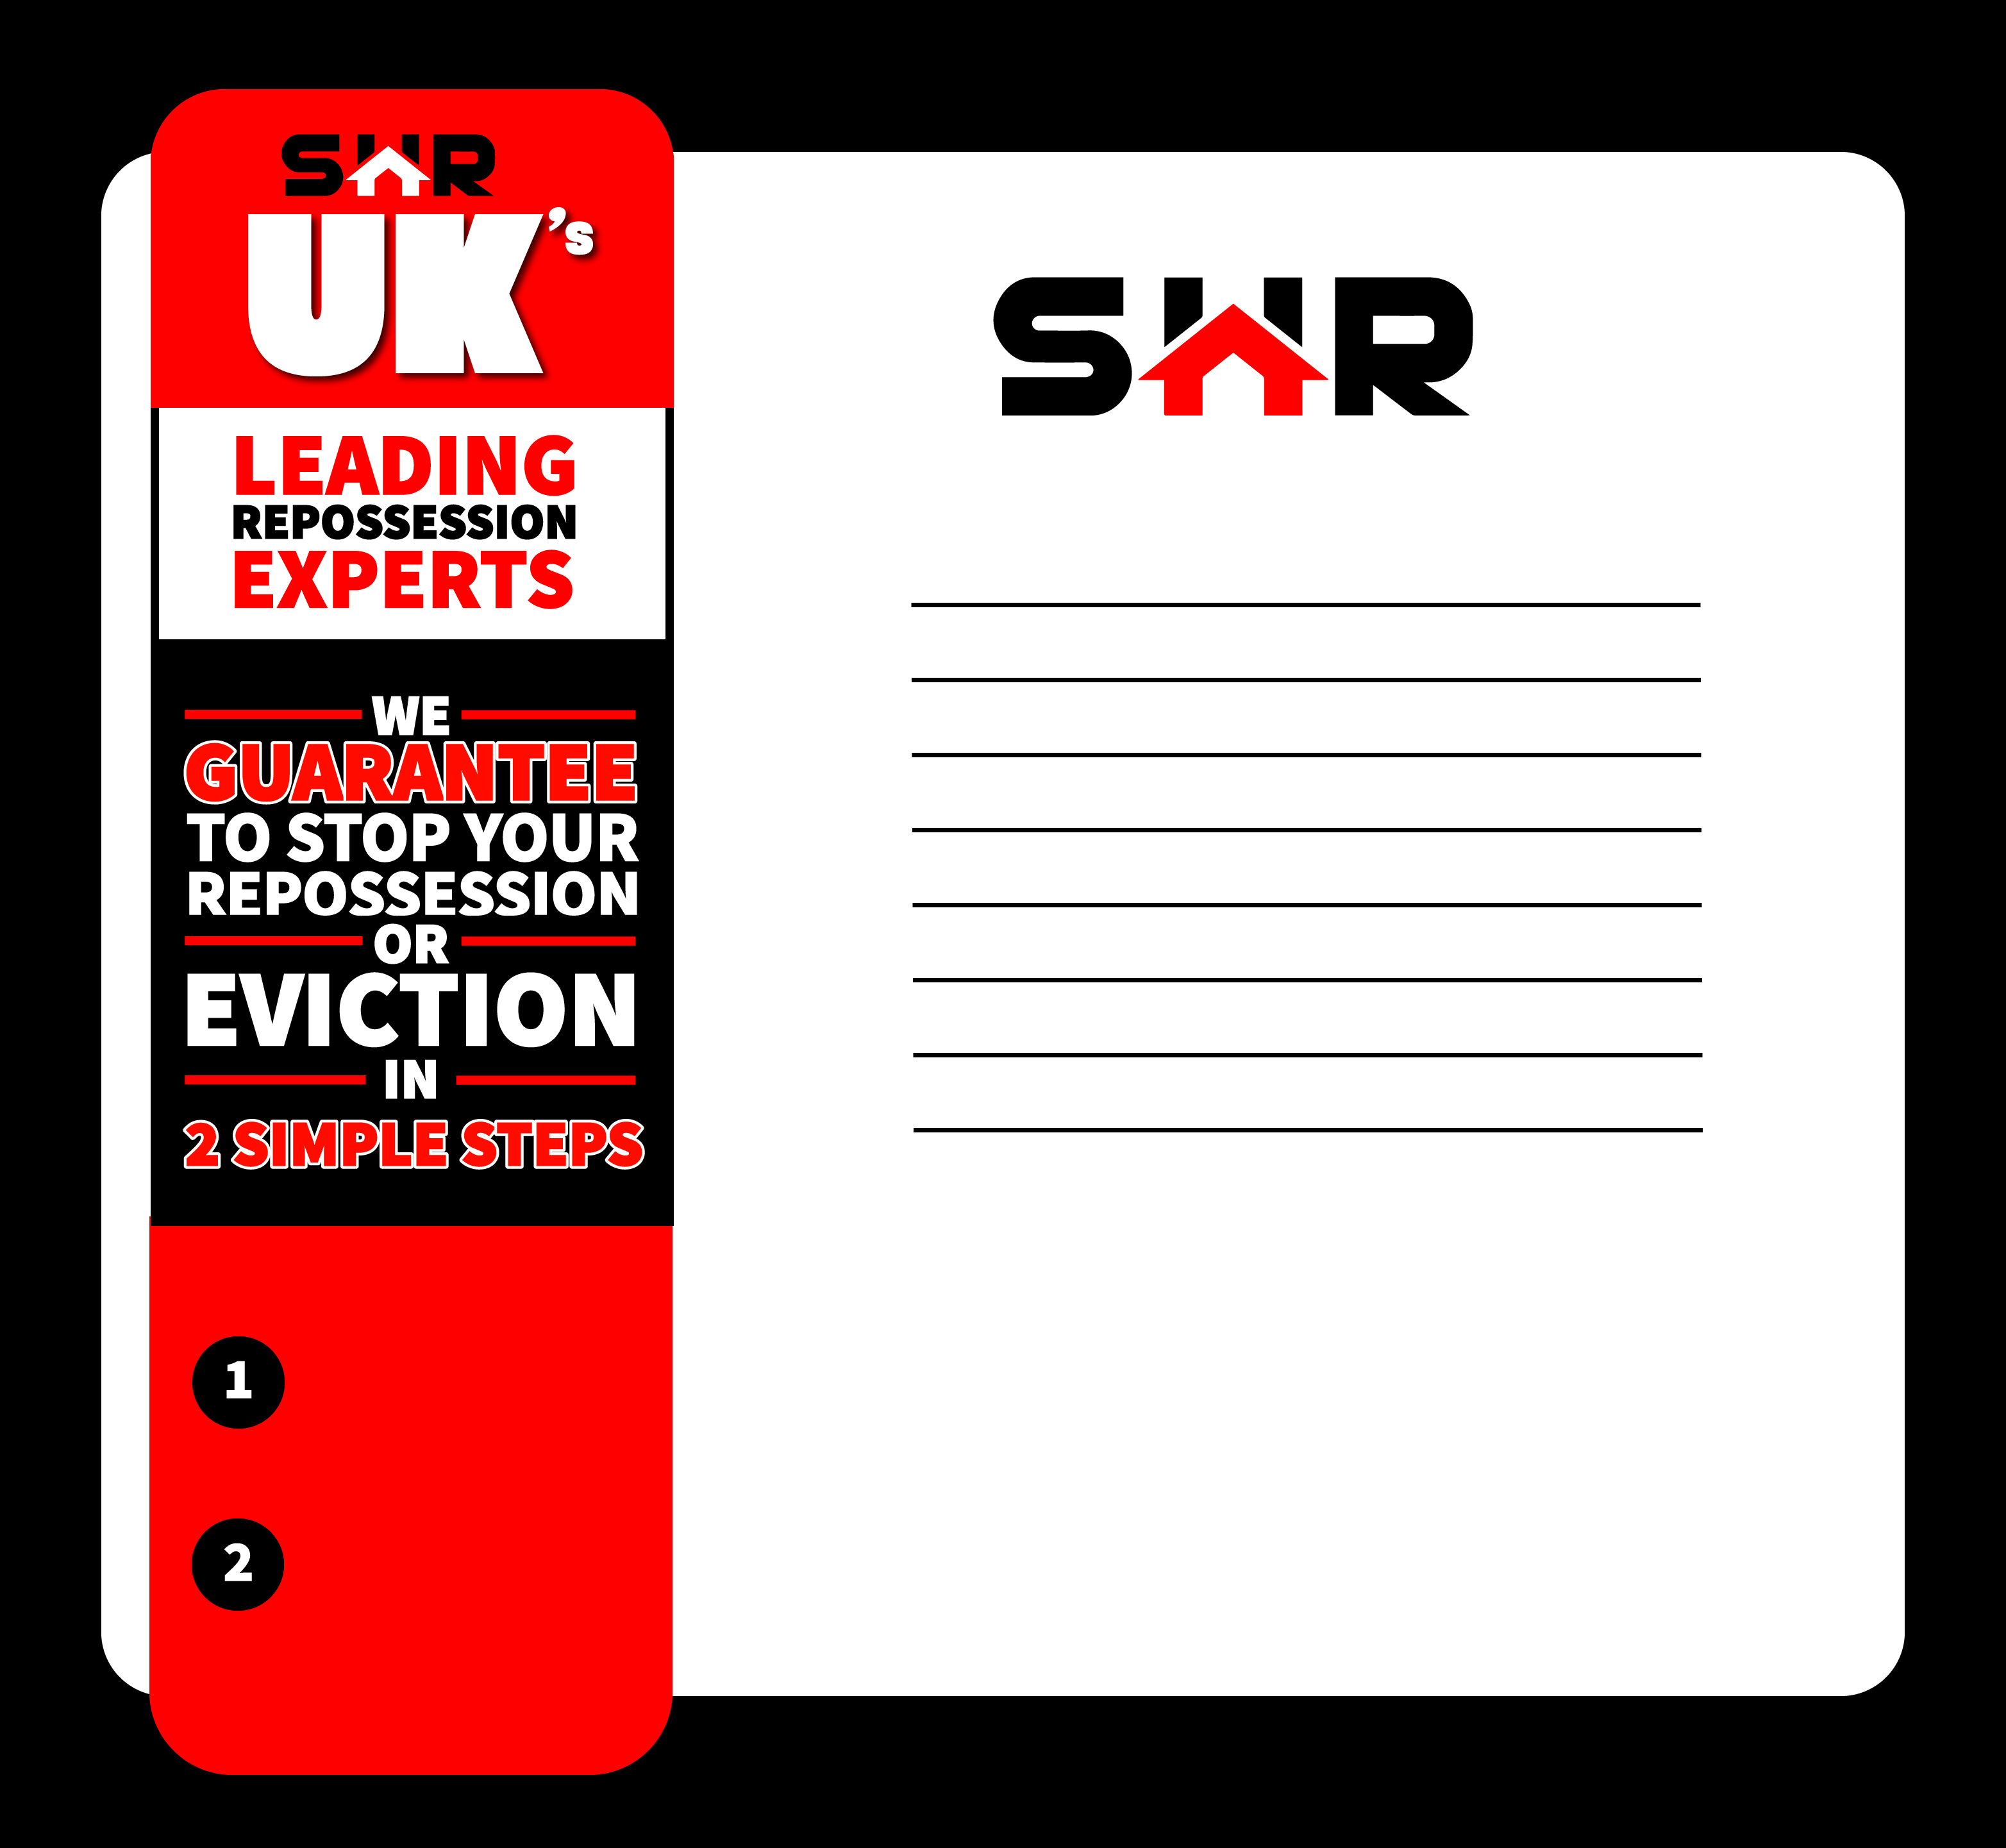 SHR
UK's
LEADING
REPOSSESSION
EXPERTS
WE
GUARANTEE
TO STOP YOUR
REPOSSESSION
OR
EVICTION
IN
2 SIMPLE STEPS
1
2
SHR